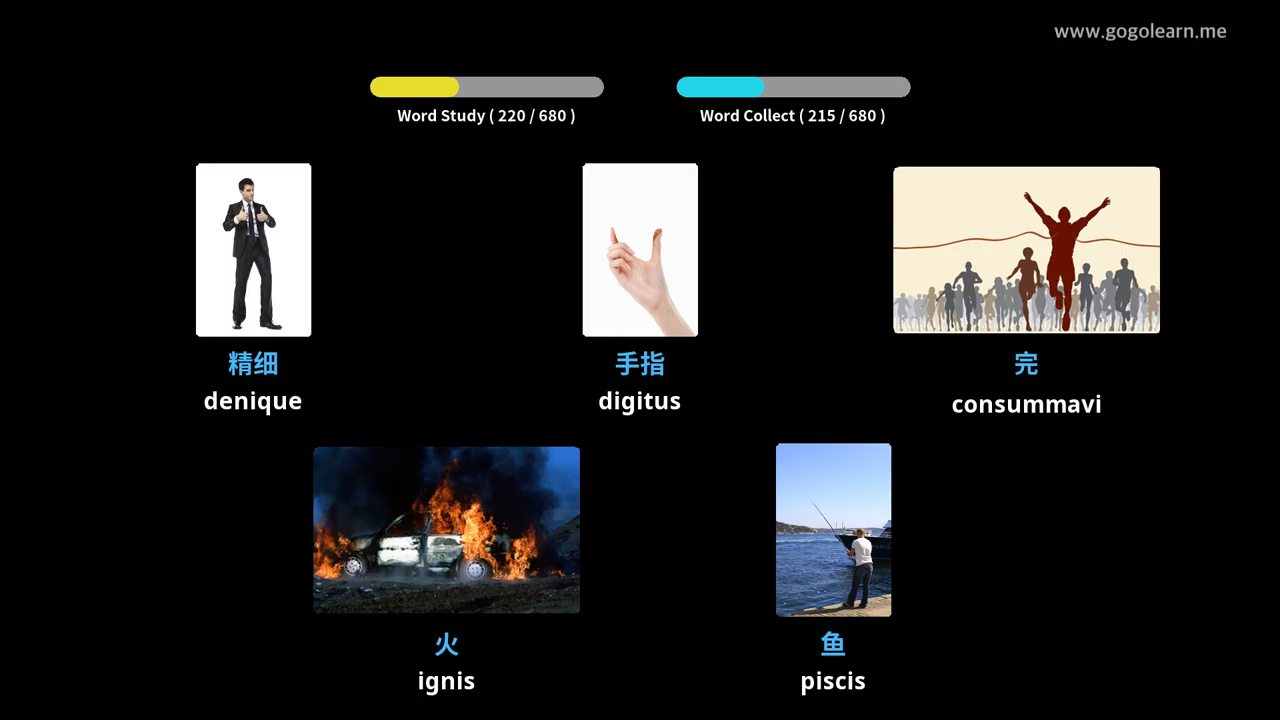 www.gogolearn.me
Word Study ( 220 / 680 )
Word Collect ( 215 / 680 )
精细
手指
完
denique
digitus
consummavi
火
鱼
ignis
piscis